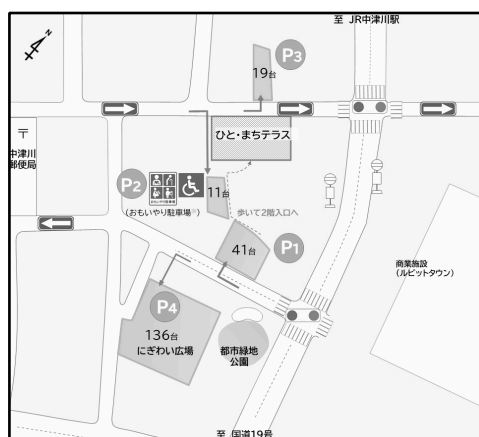 至 JR中津川駅
P3
19台
〒
中津川
郵便局
ひと・まちテラス
P2
11台
(おもいやり駐車場※)
歩いて2階入口へ
41台
P1
商業施設
(ルビットタウン)
P4
136台
にぎわい広場
都市緑地
公園
至 国道19号